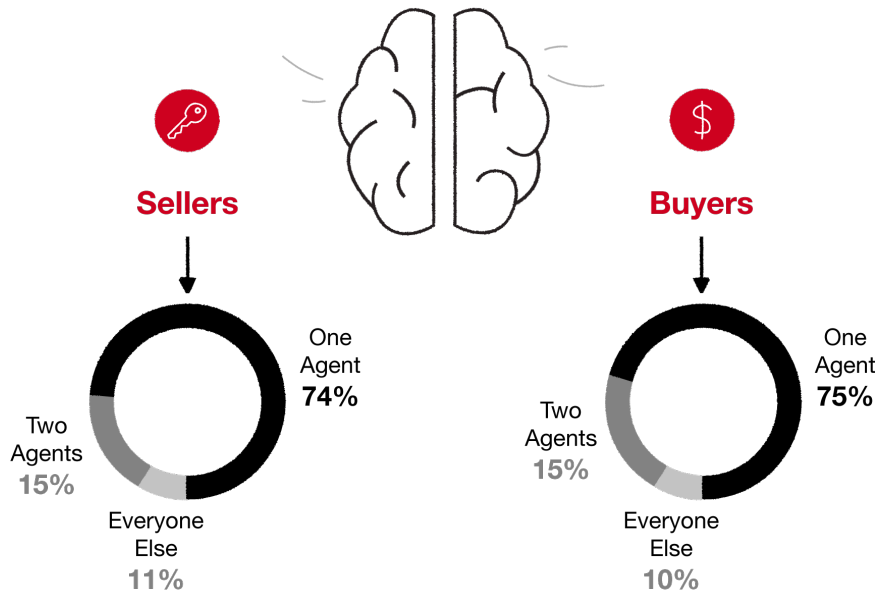 Sellers
One
Agent
74%
Two
Agents
15%
Everyone
Else
11%
$
Buyers
One
Agent
75%
Two
Agents
15%
Everyone
Else
10%